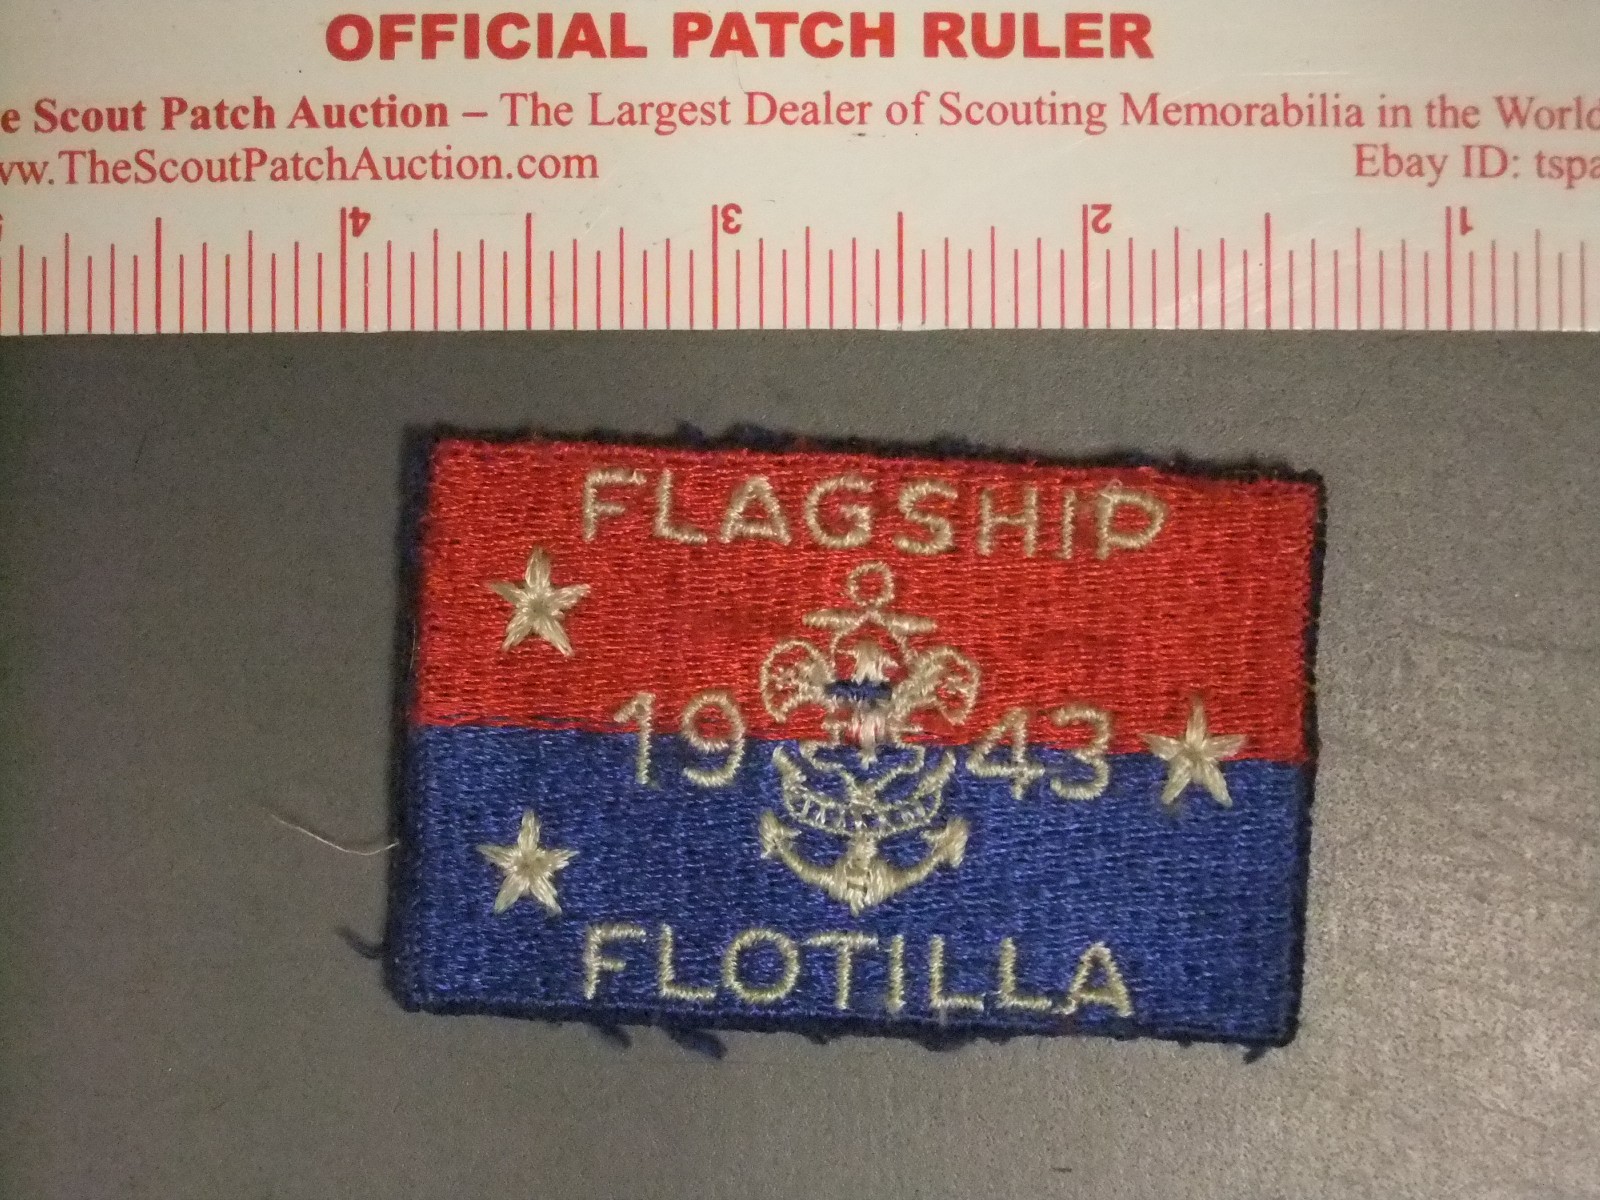 OFFICIAL PATCH RULER
e Scout Patch Auction – The Largest Dealer of Scouting Memorabilia in the World
ww.TheScoutPatchAuction.com Ebay ID: tspa
4 3 2 1
FLAGSHIP
19 43
FLOTILLA